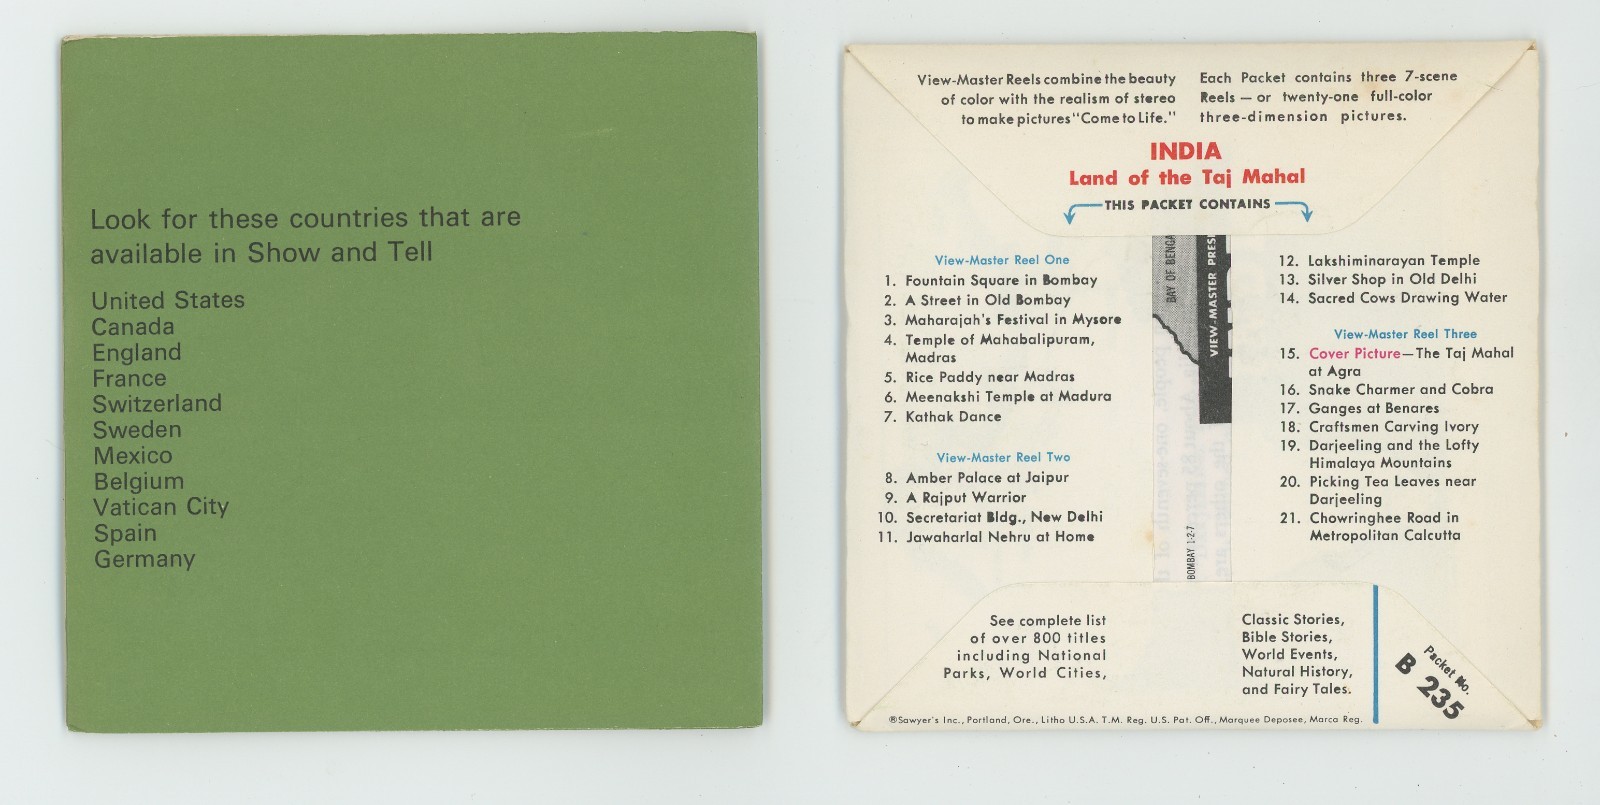 Look for these countries that are
available in Show and Tell
United States
Canada
England
France
Switzerland
Sweden
Mexico
Belgium
Vatican City
Spain
Germany
View-Master Reels combine the beauty
of color with the realism of stereo
to make pictures "Come to Life."
Each Packet contains three 7-scene
Reels — or twenty-one full-color
three-dimension pictures.
INDIA
Land of the Taj Mahal
THIS PACKET CONTAINS
View-Master Reel One
1. Fountain Square in Bombay
2. A Street in Old Bombay
3. Maharajah's Festival in Mysore
4. Temple of Mahabalipuram,
Madras
5. Rice Paddy near Madras
6. Meenakshi Temple at Madura
7. Kathak Dance
View-Master Reel Two
8. Amber Palace at Jaipur
9. A Rajput Warrior
10. Secretariat Bldg., New Delhi
11. Jawaharlal Nehru at Home
BAY OF BENGA
VIEW-MASTER PRES
BOMBAY 1-2-7
12. Lakshiminarayan Temple
13. Silver Shop in Old Delhi
14. Sacred Cows Drawing Water
View-Master Reel Three
15. Cover Picture—The Taj Mahal
at Agra
16. Snake Charmer and Cobra
17. Ganges at Benares
18. Craftsmen Carving Ivory
19. Darjeeling and the Lofty
Himalaya Mountains
20. Picking Tea Leaves near
Darjeeling
21. Chowringhee Road in
Metropolitan Calcutta
See complete list
of over 800 titles
including National
Parks, World Cities,
Classic Stories,
Bible Stories,
World Events,
Natural History,
and Fairy Tales.
Packet No.
B 235
®Sawyer's Inc., Portland, Ore., Litho U.S.A. T.M. Reg. U.S. Pat. Off., Marquee Deposee, Marca Reg.